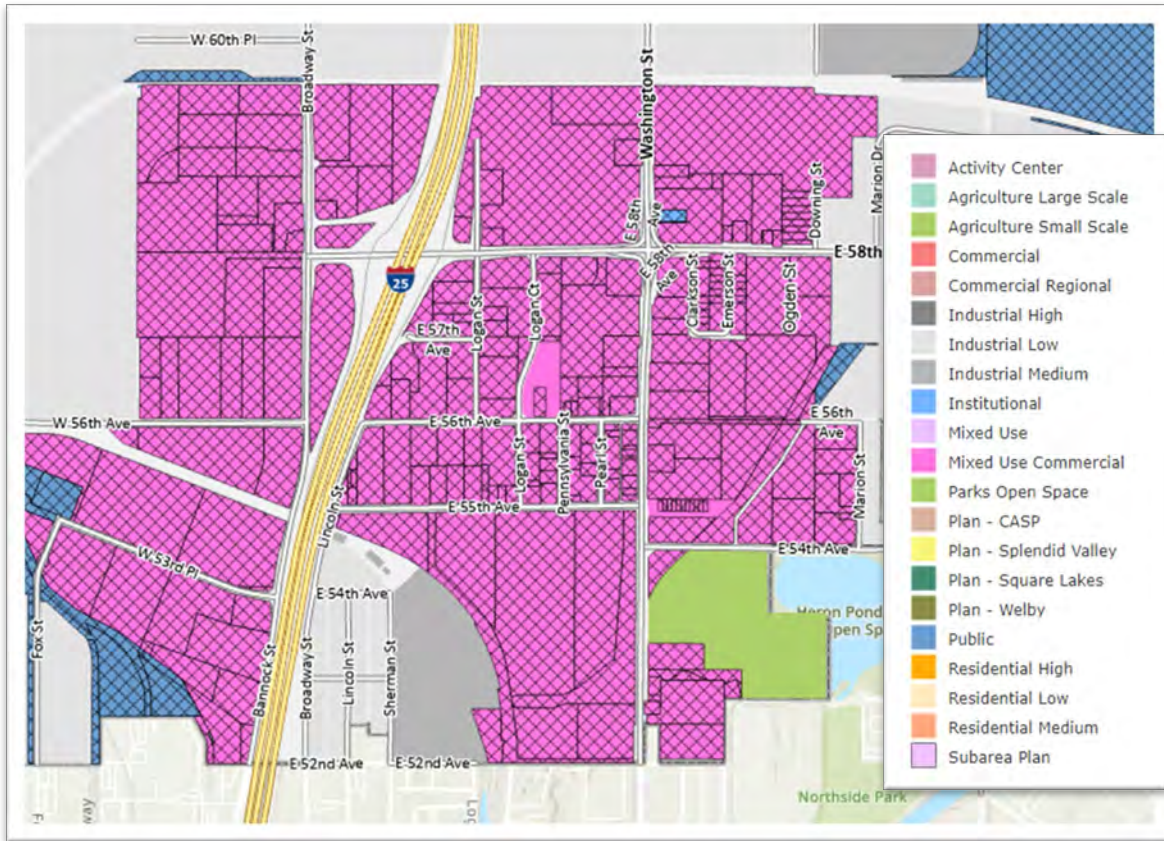 W 60th Pl
Broadway St
Washington St
Marion Dr
Downing St
E 58th Ave
E 58th
E 58th Ave
25
Logan St
Logan Ct
Clarkson St
Emerson St
Ogden St
E 57th Ave
W 56th Ave
E 56th Ave
E 56th Ave
Lincoln St
Logan St
Pennsylvania St
Pearl St
Marion St
E 55th Ave
W 53rd Pl
E 54th Ave
E 54th Ave
Heron Pond
pen Sp
Fox St
Bannock St
Broadway St
Lincoln St
Sherman St
E 52nd Ave
E 52nd Ave
Northside Park
way
Activity Center
Agriculture Large Scale
Agriculture Small Scale
Commercial
Commercial Regional
Industrial High
Industrial Low
Industrial Medium
Institutional
Mixed Use
Mixed Use Commercial
Parks Open Space
Plan - CASP
Plan - Splendid Valley
Plan - Square Lakes
Plan - Welby
Public
Residential High
Residential Low
Residential Medium
Subarea Plan